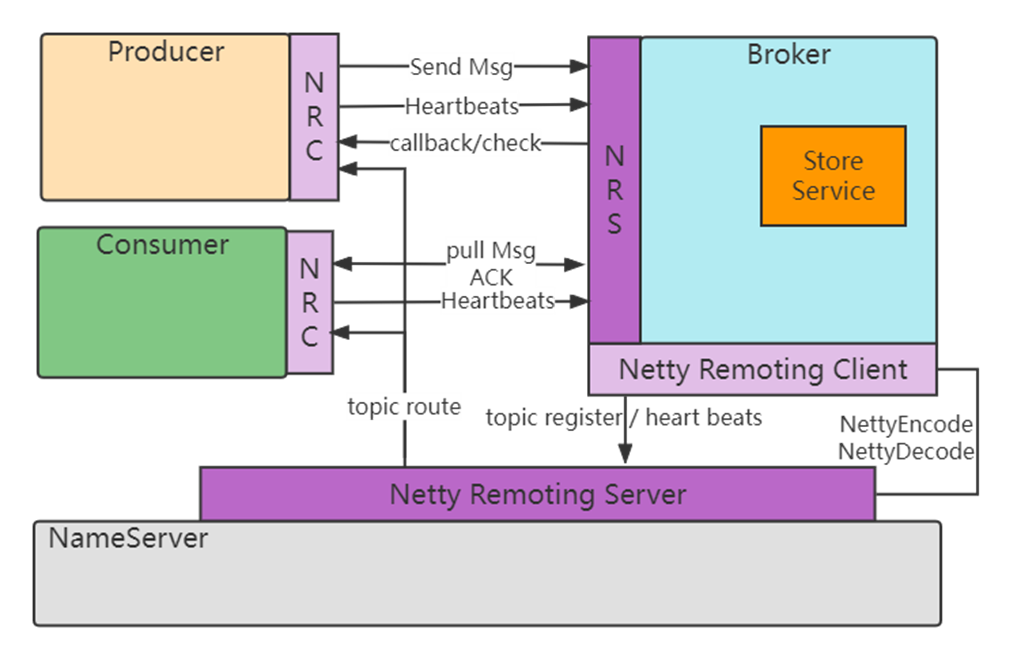 Producer
N
R
C
Send Msg
Heartbeats
callback/check
N
R
S
Broker
Store
Service
Consumer
N
R
C
pull Msg
ACK
Heartbeats
Netty Remoting Client
topic route
topic register / heart beats
NettyEncode
NettyDecode
Netty Remoting Server
NameServer